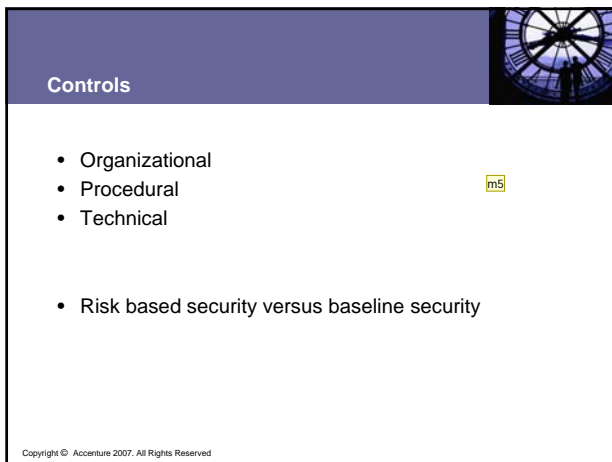 Controls
• Organizational
• Procedural
m5
• Technical
• Risk based security versus baseline security
Copyright © Accenture 2007. All Rights Reserved